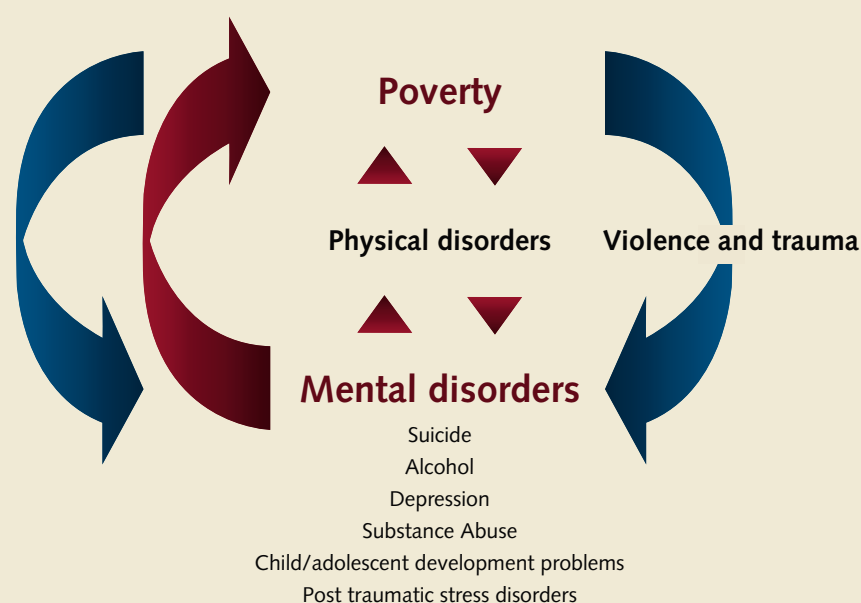 Poverty
Physical disorders
Violence and trauma
Mental disorders
Suicide
Alcohol
Depression
Substance Abuse
Child/adolescent development problems
Post traumatic stress disorders